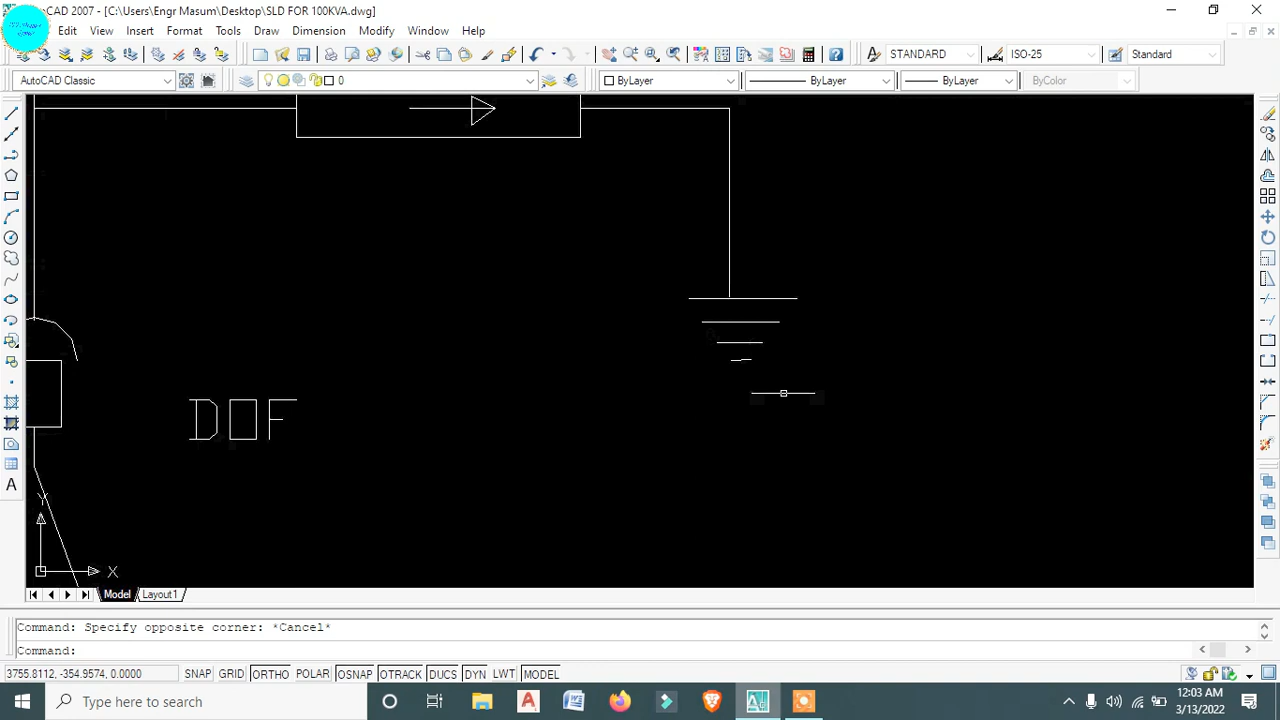 CAD 2007 - [C:\Users\Engr Masum\Desktop\SLD FOR 100KVA.dwg]
Edit View Insert Format Tools Draw Dimension Modify Window Help
STANDARD ISO-25 Standard
AutoCAD Classic 0 ByLayer ByLayer ByLayer ByColor
DOF
Y
X
Model Layout1
Command: Specify opposite corner: *Cancel*
Command:
3755.8112, -354.9574, 0.0000 SNAP GRID ORTHO POLAR OSNAP OTRACK DUCS DYN LWT MODEL
Type here to search
12:03 AM
3/13/2022